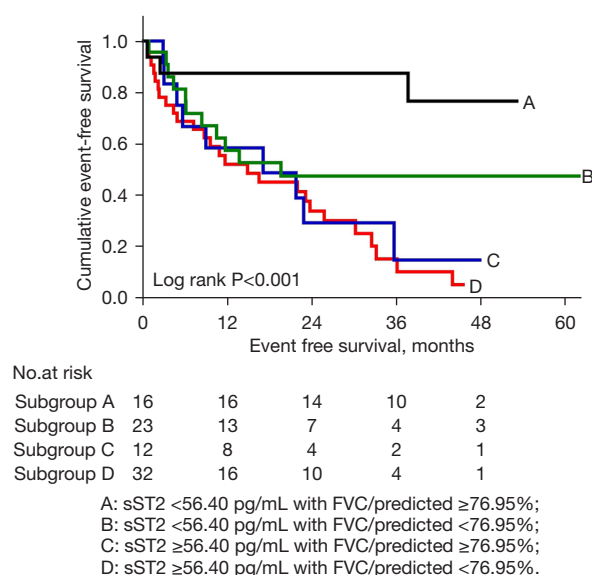 1.0
0.8
0.6
0.4
0.2
0.0
Cumulative event-free survival
A
B
C
D
Log rank P<0.001
0 12 24 36 48 60
Event free survival, months
No.at risk
Subgroup A 16 16 14 10 2
Subgroup B 23 13 7 4 3
Subgroup C 12 8 4 2 1
Subgroup D 32 16 10 4 1
A: sST2 <56.40 pg/mL with FVC/predicted ≥76.95%;
B: sST2 <56.40 pg/mL with FVC/predicted <76.95%;
C: sST2 ≥56.40 pg/mL with FVC/predicted ≥76.95%;
D: sST2 ≥56.40 pg/mL with FVC/predicted <76.95%.